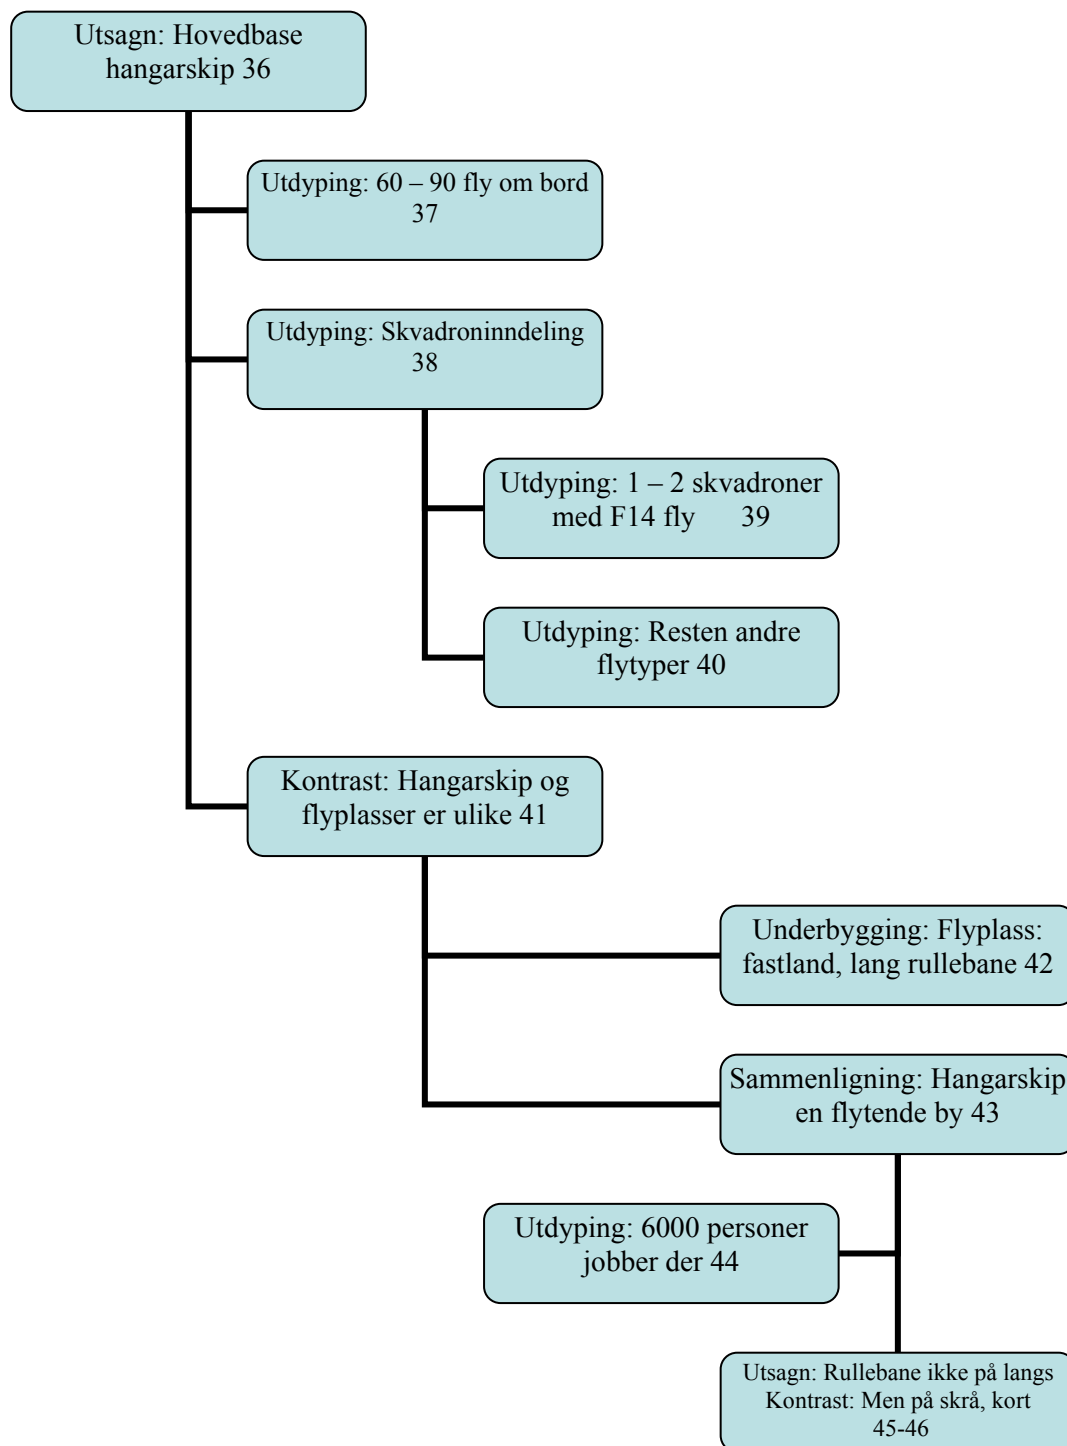 Utsagn: Hovedbase
hangarskip 36
Utdyping: 60 – 90 fly om bord
37
Utdyping: Skvadroninndeling
38
Utdyping: 1 – 2 skvadroner
med F14 fly 39
Utdyping: Resten andre
flytyper 40
Kontrast: Hangarskip og
flyplasser er ulike 41
Underbygging: Flyplass:
fastland, lang rullebane 42
Sammenligning: Hangarskip
en flytende by 43
Utdyping: 6000 personer
jobber der 44
Utsagn: Rullebane ikke på langs
Kontrast: Men på skrå, kort
45-46